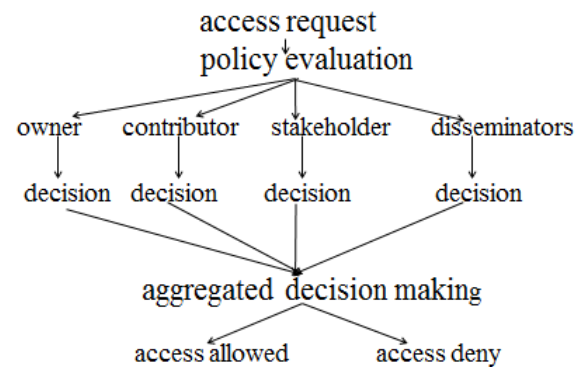 access request
policy evaluation
owner contributor stakeholder disseminators
decision decision decision decision
aggregated decision making
access allowed access deny